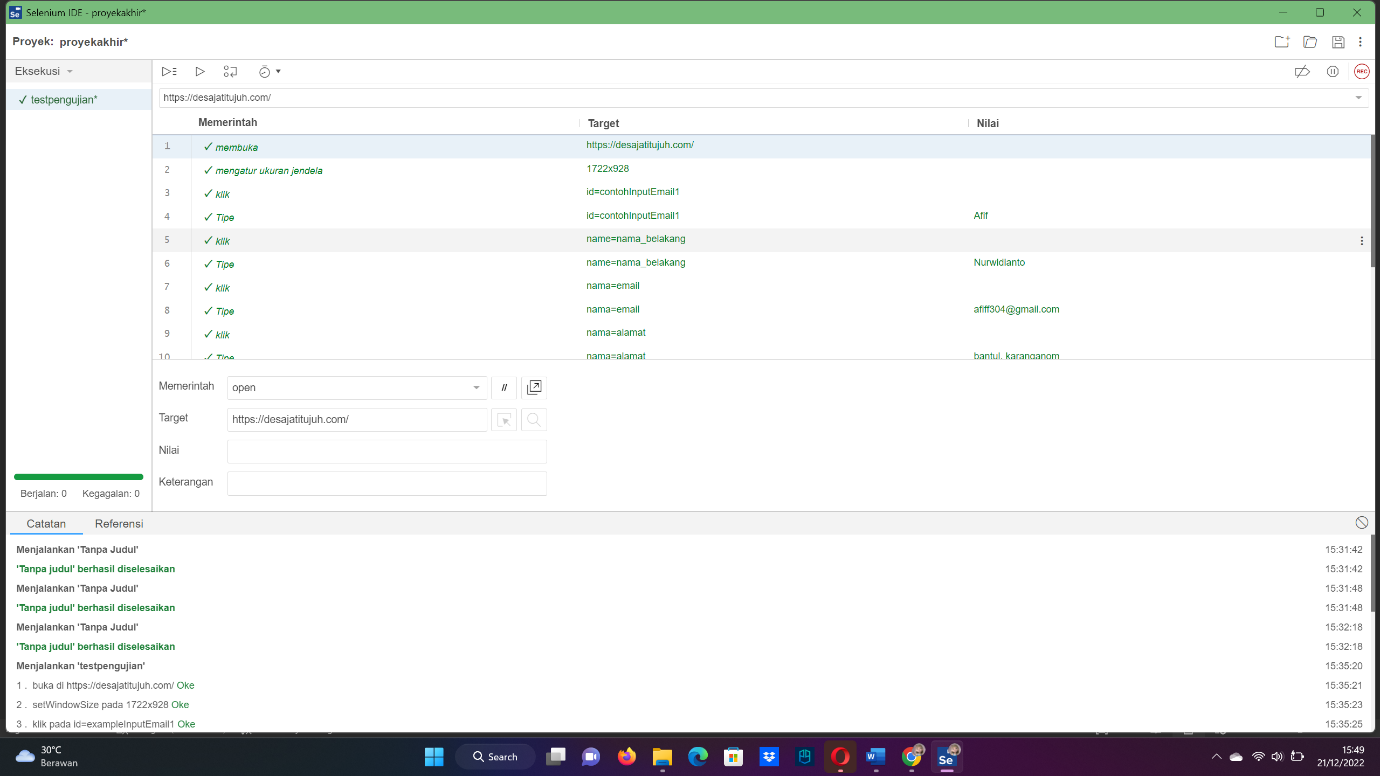 Selenium IDE - proyekakhir*
Proyek: proyekakhir*
Eksekusi
✓ testpengujian*
REC
https://desajatitujuh.com/
Memerintah Target Nilai
1 ✓ membuka https://desajatitujuh.com/
2 ✓ mengatur ukuran jendela 1722x928
3 ✓ klik id=contohInputEmail1
4 ✓ Tipe id=contohInputEmail1 Afif
5 ✓ klik name=nama_belakang
6 ✓ Tipe name=nama_belakang Nurwidianto
7 ✓ klik nama=email
8 ✓ Tipe nama=email afiff304@gmail.com
9 ✓ klik nama=alamat
10 ✓ Tipe nama=alamat bantul, karanganom
Memerintah open //
Target https://desajatitujuh.com/
Nilai
Keterangan
Berjalan: 0 Kegagalan: 0
Catatan Referensi
Menjalankan 'Tanpa Judul' 15:31:42
'Tanpa judul' berhasil diselesaikan 15:31:42
Menjalankan 'Tanpa Judul' 15:31:48
'Tanpa judul' berhasil diselesaikan 15:31:48
Menjalankan 'Tanpa Judul' 15:32:18
'Tanpa judul' berhasil diselesaikan 15:32:18
Menjalankan 'testpengujian' 15:35:20
1 . buka di https://desajatitujuh.com/ Oke 15:35:21
2 . setWindowSize pada 1722x928 Oke 15:35:23
3 . klik pada id=exampleInputEmail1 Oke 15:35:25
30°C
Berawan
Search
15:49
21/12/2022